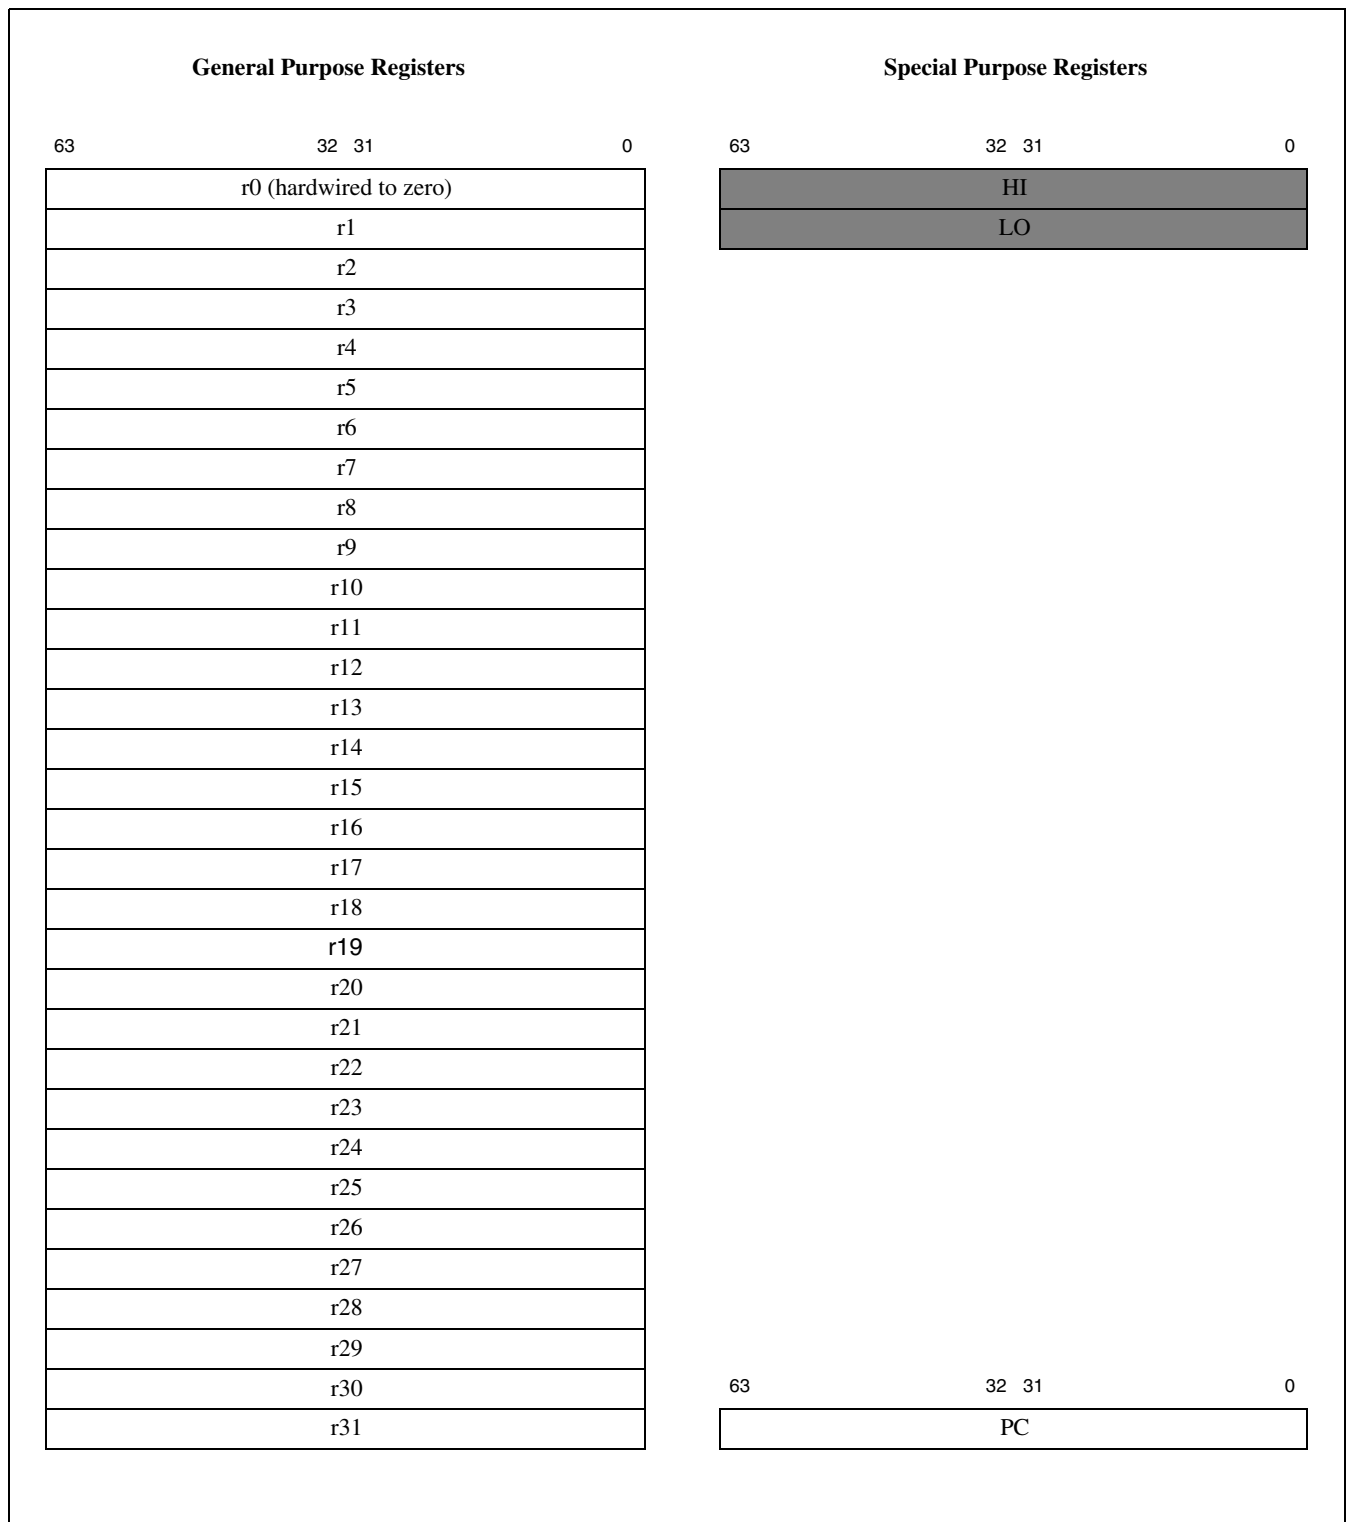 General Purpose Registers
63 32 31 0
r0 (hardwired to zero)
r1
r2
r3
r4
r5
r6
r7
r8
r9
r10
r11
r12
r13
r14
r15
r16
r17
r18
r19
r20
r21
r22
r23
r24
r25
r26
r27
r28
r29
r30
r31
Special Purpose Registers
63 32 31 0
HI
LO
63 32 31 0
PC